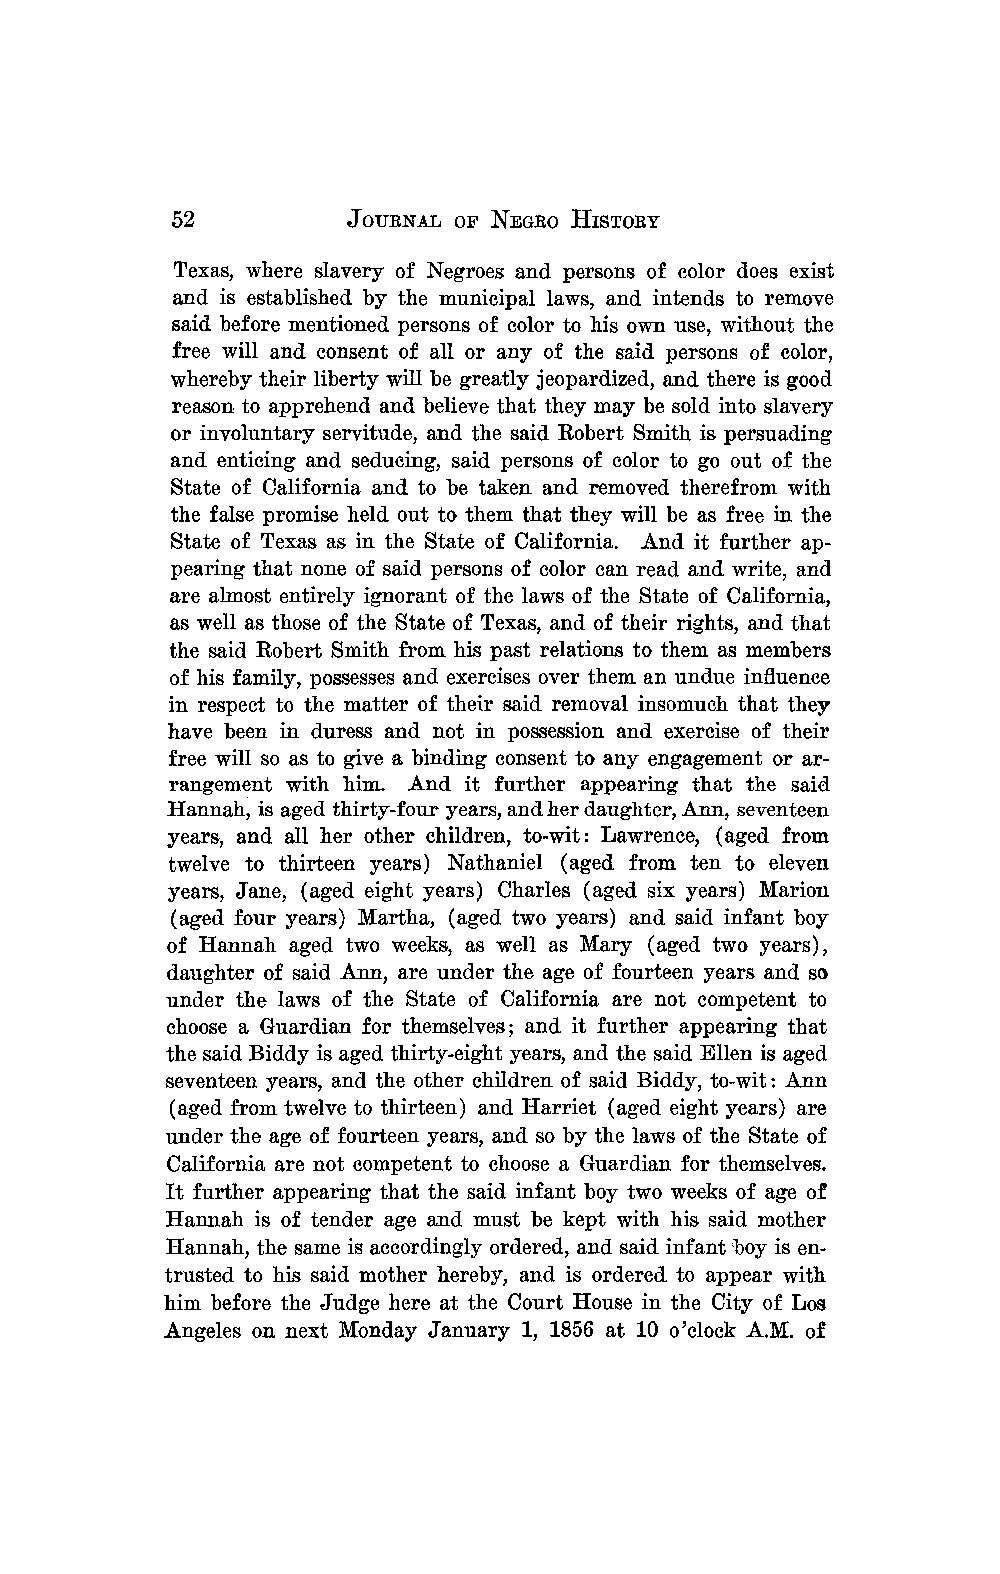 52 JOURNAL OF NEGRO HISTORY
Texas, where slavery of Negroes and persons of color does exist
and is established by the municipal laws, and intends to remove
said before mentioned persons of color to his own use, without the
free will and consent of all or any of the said persons of color,
whereby their liberty will be greatly jeopardized, and there is good
reason to apprehend and believe that they may be sold into slavery
or involuntary servitude, and the said Robert Smith is persuading
and enticing and seducing, said persons of color to go out of the
State of California and to be taken and removed therefrom with
the false promise held out to them that they will be as free in the
State of Texas as in the State of California. And it further ap-
pearing that none of said persons of color can read and write, and
are almost entirely ignorant of the laws of the State of California,
as well as those of the State of Texas, and of their rights, and that
the said Robert Smith from his past relations to them as members
of his family, possesses and exercises over them an undue influence
in respect to the matter of their said removal insomuch that they
have been in duress and not in possession and exercise of their
free will so as to give a binding consent to any engagement or ar-
rangement with him. And it further appearing that the said
Hannah, is aged thirty-four years, and her daughter, Ann, seventeen
years, and all her other children, to-wit: Lawrence, (aged from
twelve to thirteen years) Nathaniel (aged from ten to eleven
years, Jane, (aged eight years) Charles (aged six years) Marion
(aged four years) Martha, (aged two years) and said infant boy
of Hannah aged two weeks, as well as Mary (aged two years),
daughter of said Ann, are under the age of fourteen years and so
under the laws of the State of California are not competent to
choose a Guardian for themselves; and it further appearing that
the said Biddy is aged thirty-eight years, and the said Ellen is aged
seventeen years, and the other children of said Biddy, to-wit: Ann
(aged from twelve to thirteen) and Harriet (aged eight years) are
under the age of fourteen years, and so by the laws of the State of
California are not competent to choose a Guardian for themselves.
It further appearing that the said infant boy two weeks of age of
Hannah is of tender age and must be kept with his said mother
Hannah, the same is accordingly ordered, and said infant boy is en-
trusted to his said mother hereby, and is ordered to appear with
him before the Judge here at the Court House in the City of Los
Angeles on next Monday January 1, 1856 at 10 o'clock A.M. of